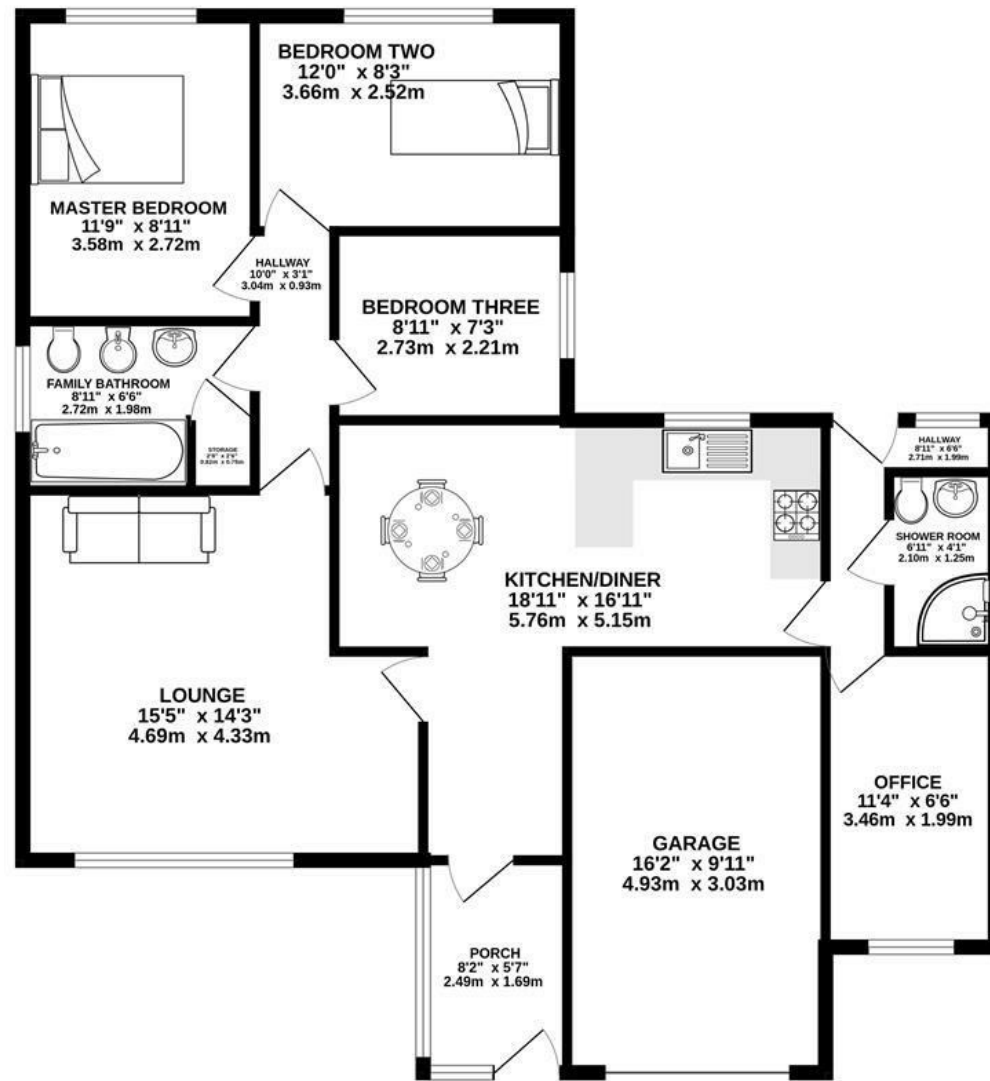 BEDROOM TWO
12'0" x 8'3"
3.66m x 2.52m
MASTER BEDROOM
11'9" x 8'11"
3.58m x 2.72m
HALLWAY
10'0" x 3'1"
3.04m x 0.93m
BEDROOM THREE
8'11" x 7'3"
2.73m x 2.21m
FAMILY BATHROOM
8'11" x 6'6"
2.72m x 1.98m
STORAGE
HALLWAY
8'11" x 6'6"
2.71m x 1.99m
SHOWER ROOM
6'11" x 4'1"
2.10m x 1.25m
KITCHEN/DINER
18'11" x 16'11"
5.76m x 5.15m
LOUNGE
15'5" x 14'3"
4.69m x 4.33m
OFFICE
11'4" x 6'6"
3.46m x 1.99m
GARAGE
16'2" x 9'11"
4.93m x 3.03m
PORCH
8'2" x 5'7"
2.49m x 1.69m